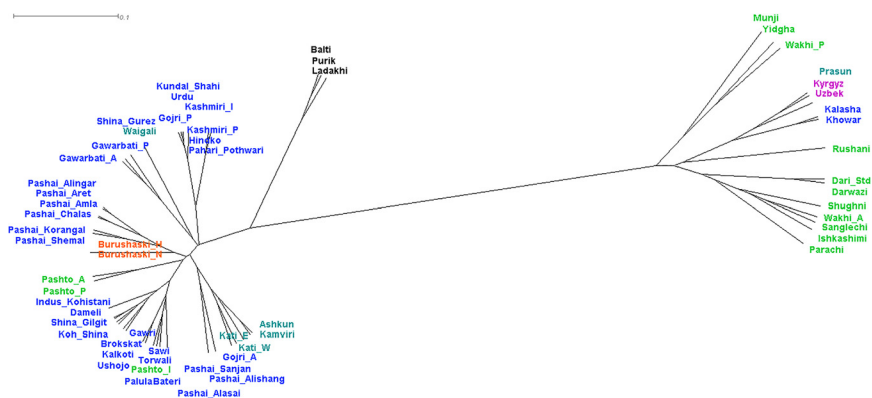 0.1
Munji
Yidgha
Wakhi_P
Prasun
Kyrgyz
Uzbek
Kalasha
Khowar
Rushani
Dari_Std
Darwazi
Shughni
Wakhi_A
Sanglechi
Ishkashimi
Parachi
Balti
Purik
Ladakhi
Kundal_Shahi
Urdu
Kashmiri_I
Gojri_P
Kashmiri_P
Hindko
Pahari_Pothwari
Shina_Gurez
Waigali
Gawarbati_P
Gawarbati_A
Pashai_Alingar
Pashai_Aret
Pashai_Amla
Pashai_Chalas
Pashai_Korangal
Pashai_Shemal
Burushaski_H
Burushaski_N
Pashto_A
Pashto_P
Indus_Kohistani
Dameli
Shina_Gilgit
Koh_Shina
Gawri
Brokskat
Kalkoti
Ushojo
Sawi
Torwali
Pashto_I
Palula
Bateri
Ashkun
Kamviri
Kati_E
Kati_W
Gojri_A
Pashai_Sanjan
Pashai_Alishang
Pashai_Alasai